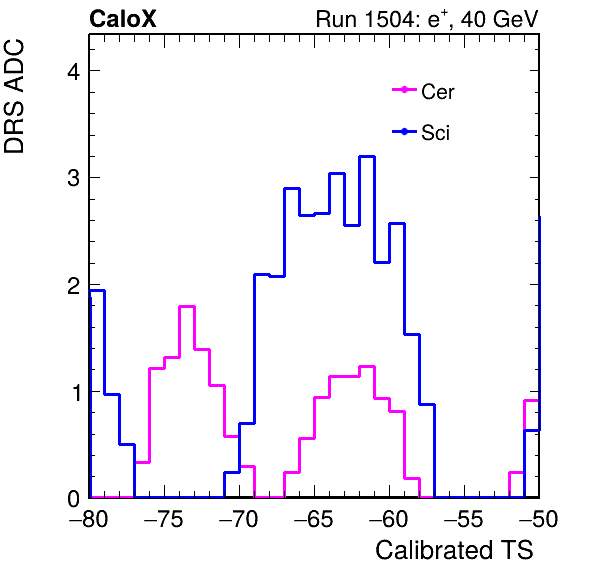 CaloX Run 1504: e⁺, 40 GeV
DRS ADC
4
3
2
1
0
Cer
Sci
−80 −75 −70 −65 −60 −55 −50
Calibrated TS